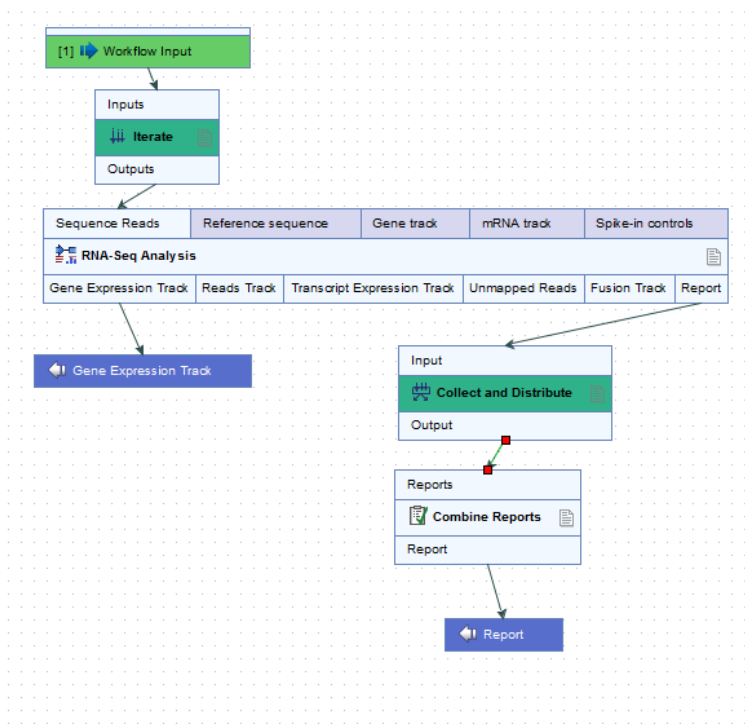 [1] Workflow Input
Inputs
Iterate
Outputs
Sequence Reads Reference sequence Gene track mRNA track Spike-in controls
RNA-Seq Analysis
Gene Expression Track Reads Track Transcript Expression Track Unmapped Reads Fusion Track Report
Gene Expression Track
Input
Collect and Distribute
Output
Reports
Combine Reports
Report
Report